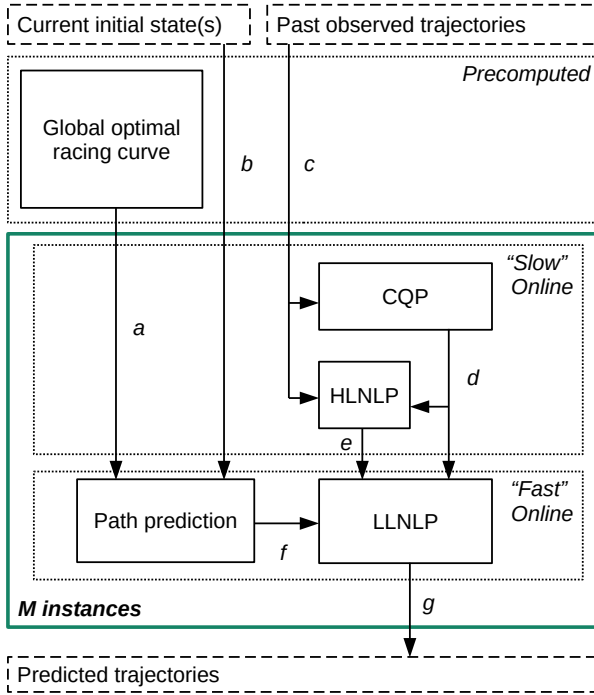 Current initial state(s)
Past observed trajectories
Precomputed
Global optimal
racing curve
b
c
“Slow”
Online
CQP
a
d
HLNLP
e
“Fast”
Online
Path prediction
LLNLP
f
M instances
g
Predicted trajectories